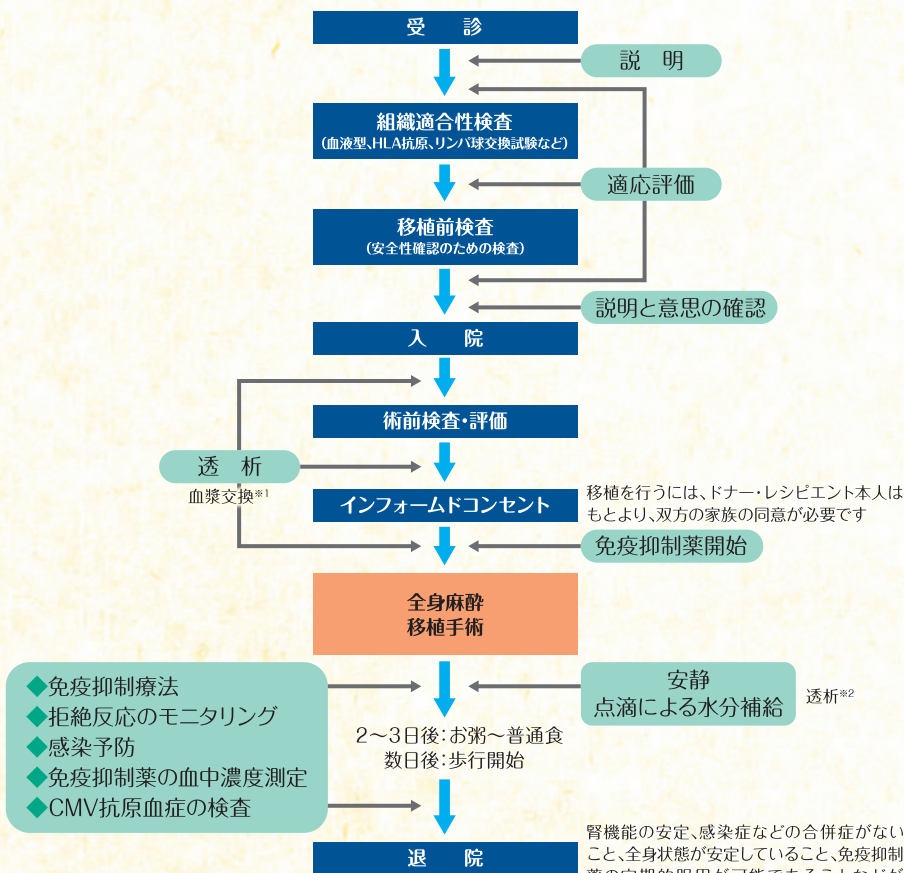 受 診
説 明
組織適合性検査
(血液型、HLA抗原、リンパ球交換試験など)
適応評価
移植前検査
(安全性確認のための検査)
説明と意思の確認
入 院
術前検査・評価
透 析
血漿交換※1
インフォームドコンセント
移植を行うには、ドナー・レシピエント本人は
もとより、双方の家族の同意が必要です
免疫抑制薬開始
全身麻酔
移植手術
◆免疫抑制療法
◆拒絶反応のモニタリング
◆感染予防
◆免疫抑制薬の血中濃度測定
◆CMV抗原血症の検査
安静
点滴による水分補給
透析※2
2〜3日後:お粥〜普通食
数日後:歩行開始
退 院
腎機能の安定、感染症などの合併症がない
こと、全身状態が安定していること、免疫抑制